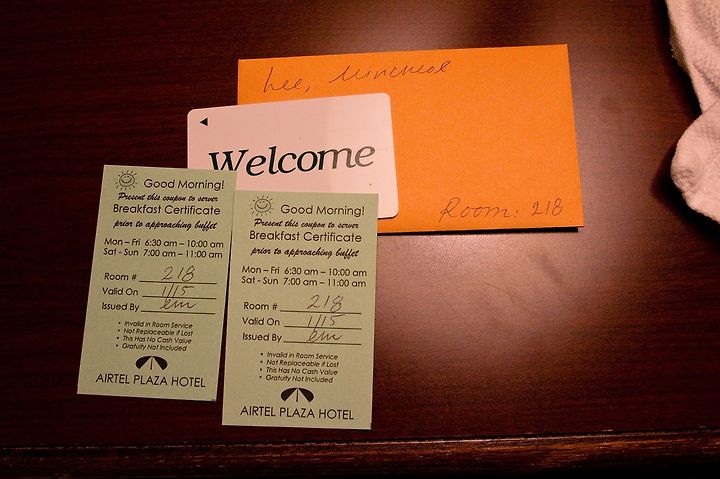 Lee, Mincheol
Welcome
Room: 218
Good Morning!
Present this coupon to server
Breakfast Certificate
prior to approaching buffet
Mon – Fri 6:30 am – 10:00 am
Sat - Sun 7:00 am – 11:00 am
Room # 218
Valid On 1/15
Issued By em
• Invalid in Room Service
• Not Replaceable if Lost
• This Has No Cash Value
• Gratuity Not Included
AIRTEL PLAZA HOTEL
Good Morning!
Present this coupon to server
Breakfast Certificate
prior to approaching buffet
Mon – Fri 6:30 am – 10:00 am
Sat - Sun 7:00 am – 11:00 am
Room # 218
Valid On 1/15
Issued By em
• Invalid in Room Service
• Not Replaceable if Lost
• This Has No Cash Value
• Gratuity Not Included
AIRTEL PLAZA HOTEL